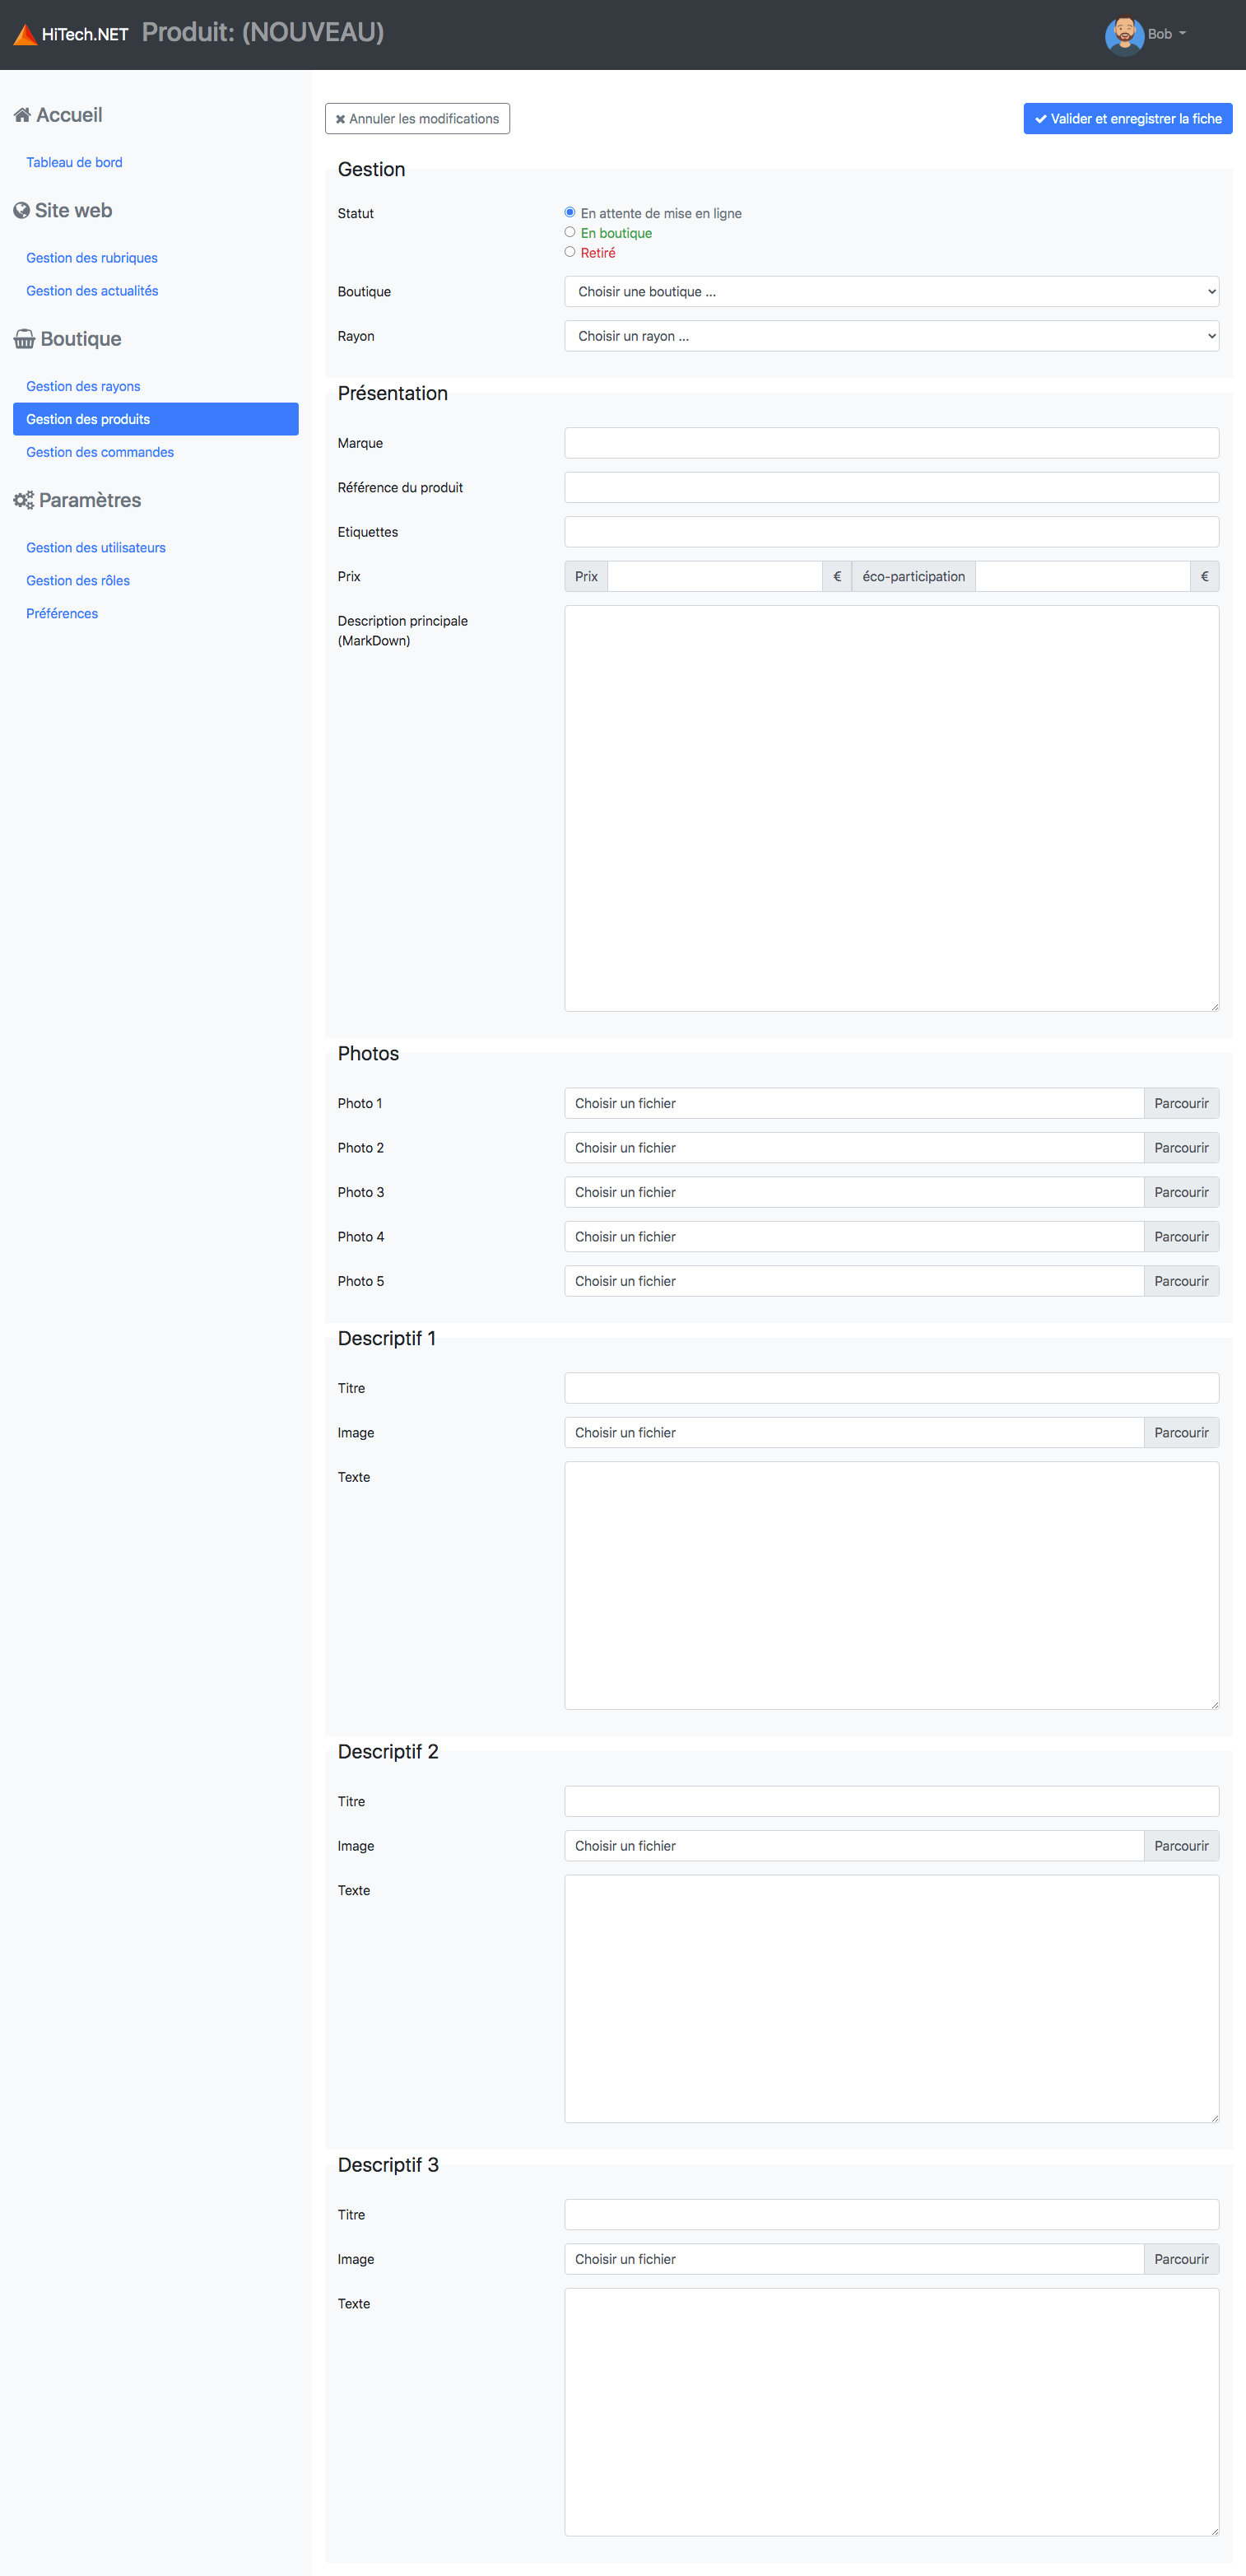 HiTech.NET Produit: (NOUVEAU)
Bob
Accueil
Tableau de bord
Site web
Gestion des rubriques
Gestion des actualités
Boutique
Gestion des rayons
Gestion des produits
Gestion des commandes
Paramètres
Gestion des utilisateurs
Gestion des rôles
Préférences
Annuler les modifications
Valider et enregistrer la fiche
Gestion
Statut
En attente de mise en ligne
En boutique
Retiré
Boutique
Choisir une boutique ...
Rayon
Choisir un rayon ...
Présentation
Marque
Référence du produit
Etiquettes
Prix
Prix € éco-participation €
Description principale
(MarkDown)
Photos
Photo 1
Choisir un fichier Parcourir
Photo 2
Choisir un fichier Parcourir
Photo 3
Choisir un fichier Parcourir
Photo 4
Choisir un fichier Parcourir
Photo 5
Choisir un fichier Parcourir
Descriptif 1
Titre
Image
Choisir un fichier Parcourir
Texte
Descriptif 2
Titre
Image
Choisir un fichier Parcourir
Texte
Descriptif 3
Titre
Image
Choisir un fichier Parcourir
Texte